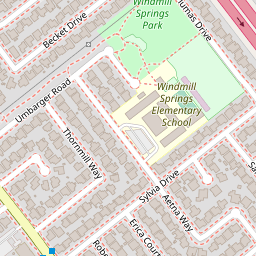 Windmill
Springs
Park
Becket Drive
Umbarger Road
Windmill
Springs
Elementary
School
Thornmill Way
Sylvia Drive
Aetna Way
Erica Court